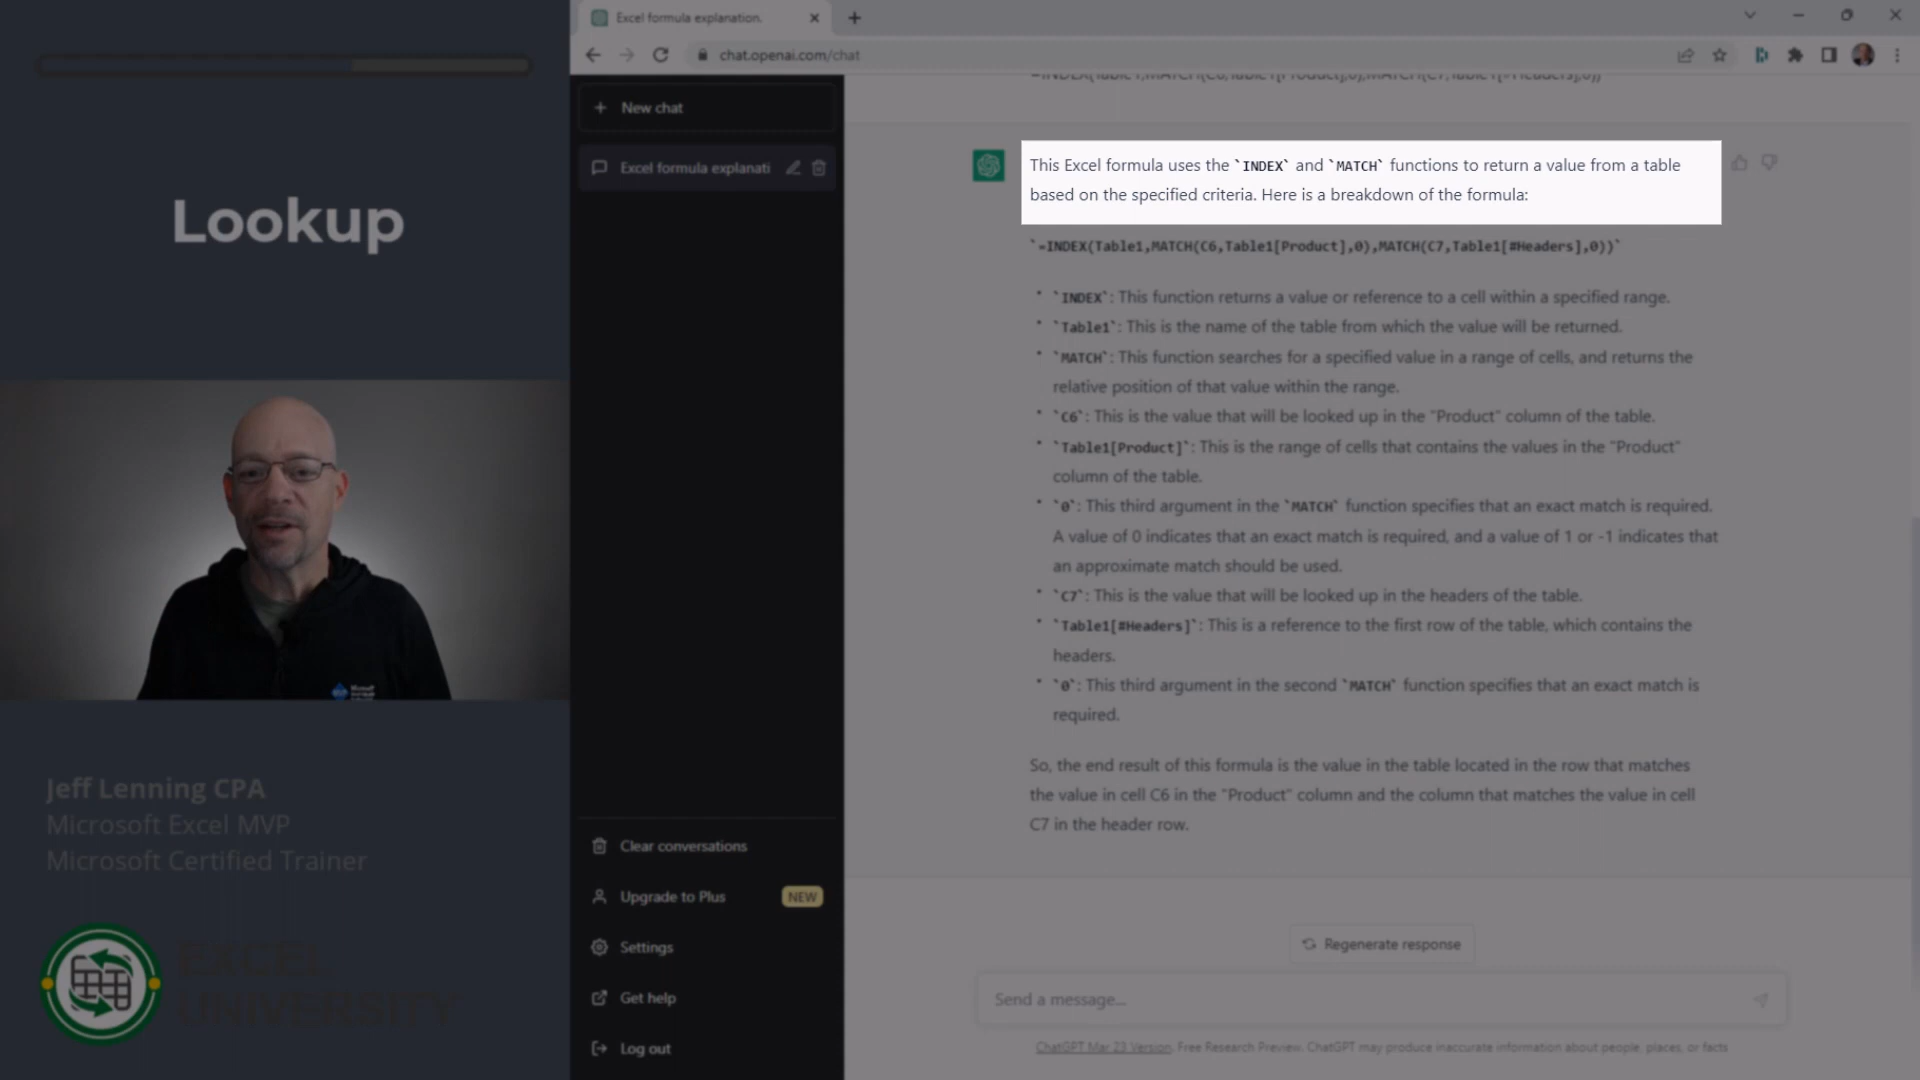 Lookup
Jeff Lenning CPA
Microsoft Excel MVP
Microsoft Certified Trainer
EXCEL
UNIVERSITY
Excel formula explanation.
chat.openai.com/chat
New chat
Excel formula explanati
Clear conversations
Upgrade to Plus NEW
Settings
Get help
Log out
=INDEX(Table1,MATCH(C6,Table1[Product],0),MATCH(C7,Table1[#Headers],0))
This Excel formula uses the `INDEX` and `MATCH` functions to return a value from a table
based on the specified criteria. Here is a breakdown of the formula:
`=INDEX(Table1,MATCH(C6,Table1[Product],0),MATCH(C7,Table1[#Headers],0))`
• `INDEX`: This function returns a value or reference to a cell within a specified range.
• `Table1`: This is the name of the table from which the value will be returned.
• `MATCH`: This function searches for a specified value in a range of cells, and returns the
relative position of that value within the range.
• `C6`: This is the value that will be looked up in the "Product" column of the table.
• `Table1[Product]`: This is the range of cells that contains the values in the "Product"
column of the table.
• `0`: This third argument in the `MATCH` function specifies that an exact match is required.
A value of 0 indicates that an exact match is required, and a value of 1 or -1 indicates that
an approximate match should be used.
• `C7`: This is the value that will be looked up in the headers of the table.
• `Table1[#Headers]`: This is a reference to the first row of the table, which contains the
headers.
• `0`: This third argument in the second `MATCH` function specifies that an exact match is
required.
So, the end result of this formula is the value in the table located in the row that matches
the value in cell C6 in the "Product" column and the column that matches the value in cell
C7 in the header row.
Regenerate response
Send a message...
ChatGPT Mar 23 Version. Free Research Preview. ChatGPT may produce inaccurate information about people, places, or facts